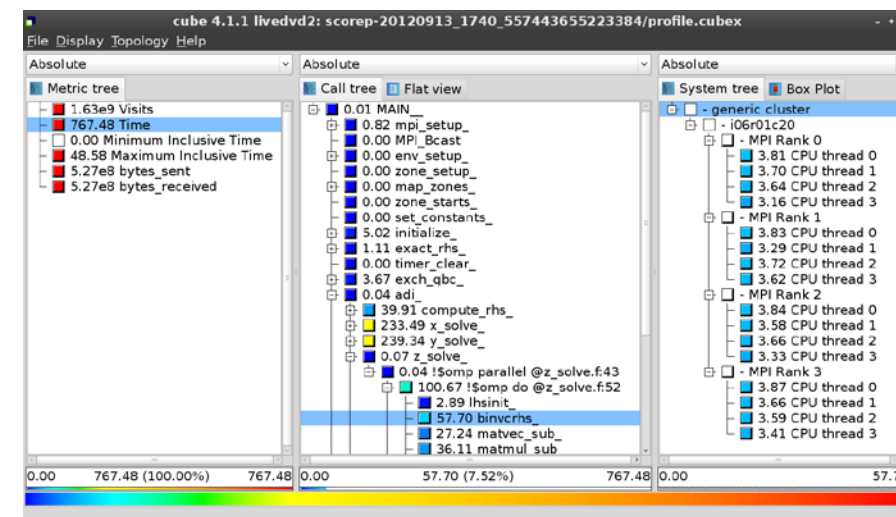 cube 4.1.1 livedvd2: scorep-20120913_1740_557443655223384/profile.cubex
File Display Topology Help
Absolute
Metric tree
1.63e9 Visits
767.48 Time
0.00 Minimum Inclusive Time
48.58 Maximum Inclusive Time
5.27e8 bytes_sent
5.27e8 bytes_received
0.00 767.48 (100.00%) 767.48
Absolute
Call tree Flat view
0.01 MAIN__
0.82 mpi_setup_
0.00 MPI_Bcast
0.00 env_setup_
0.00 zone_setup_
0.00 map_zones_
0.00 zone_starts_
0.00 set_constants_
5.02 initialize_
1.11 exact_rhs_
0.00 timer_clear_
3.67 exch_qbc_
0.04 adi_
39.91 compute_rhs_
233.49 x_solve_
239.34 y_solve_
0.07 z_solve_
0.04 !$omp parallel @z_solve.f:43
100.67 !$omp do @z_solve.f:52
2.89 lhsinit_
57.70 binvcrhs_
27.24 matvec_sub_
36.11 matmul_sub
0.00 57.70 (7.52%) 767.48
Absolute
System tree Box Plot
- generic cluster
- i06r01c20
- MPI Rank 0
3.81 CPU thread 0
3.70 CPU thread 1
3.64 CPU thread 2
3.16 CPU thread 3
- MPI Rank 1
3.83 CPU thread 0
3.29 CPU thread 1
3.72 CPU thread 2
3.62 CPU thread 3
- MPI Rank 2
3.84 CPU thread 0
3.58 CPU thread 1
3.66 CPU thread 2
3.33 CPU thread 3
- MPI Rank 3
3.87 CPU thread 0
3.66 CPU thread 1
3.59 CPU thread 2
3.41 CPU thread 3
0.00